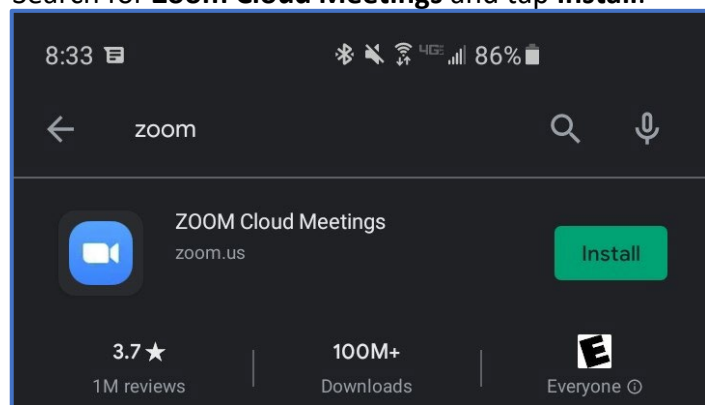 Search for Zoom Cloud Meetings and tap Install
8:33 4GE 86%
zoom
ZOOM Cloud Meetings
zoom.us
Install
3.7★ 100M+ E
1M reviews Downloads Everyone